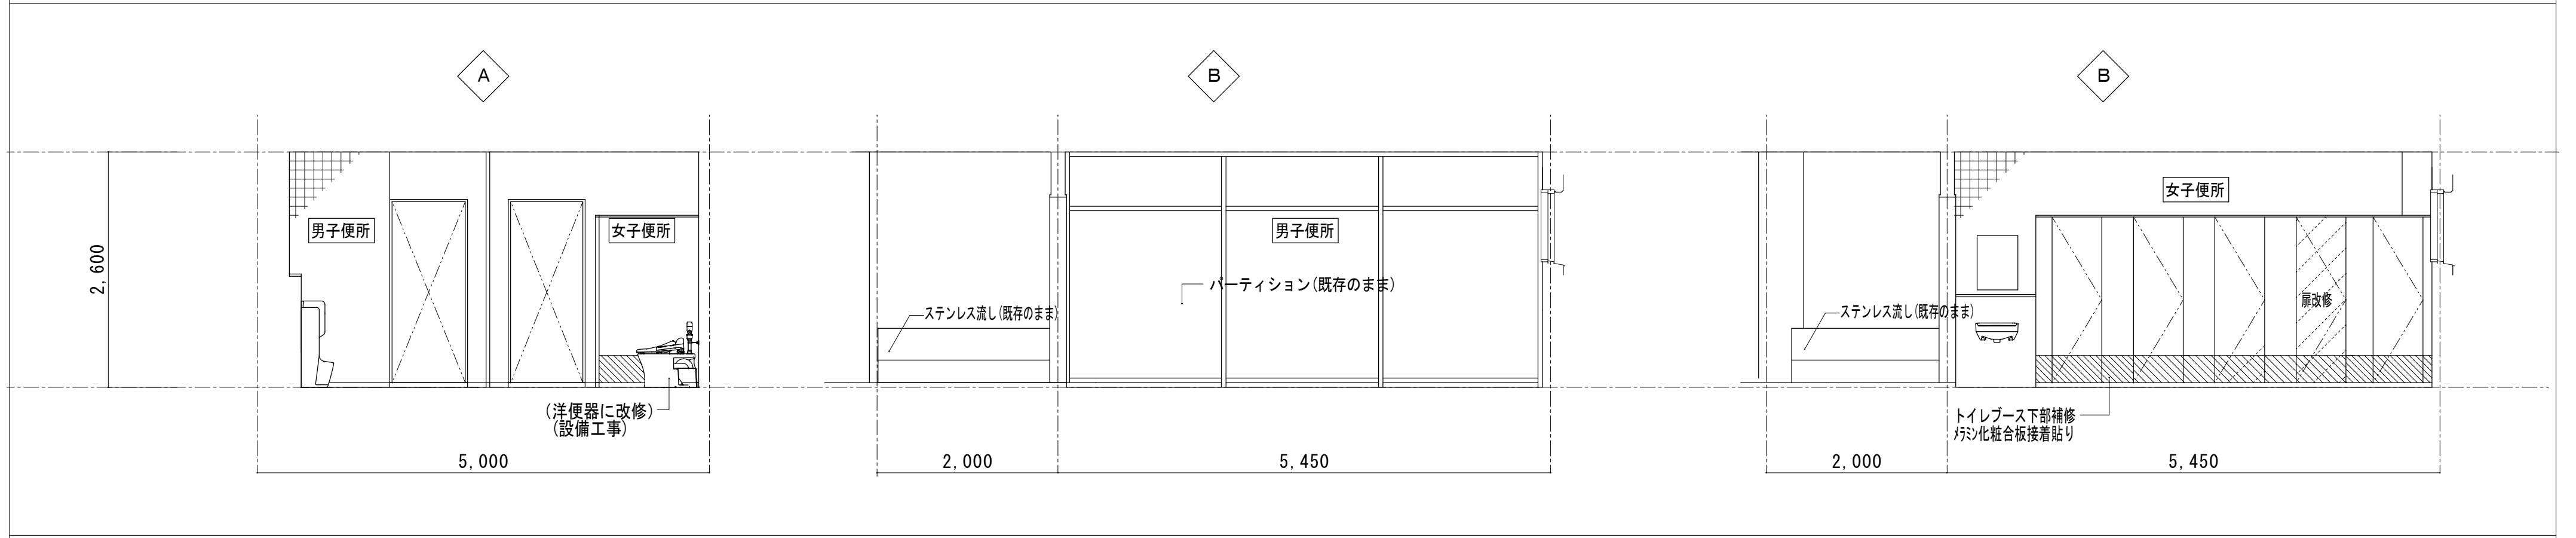 A
B
B
男子便所
女子便所
2,600
(洋便器に改修)
(設備工事)
5,000
男子便所
パーティション(既存のまま)
ステンレス流し(既存のまま)
2,000
5,450
女子便所
扉改修
ステンレス流し(既存のまま)
トイレブース下部補修
メラミン化粧合板接着貼り
2,000
5,450